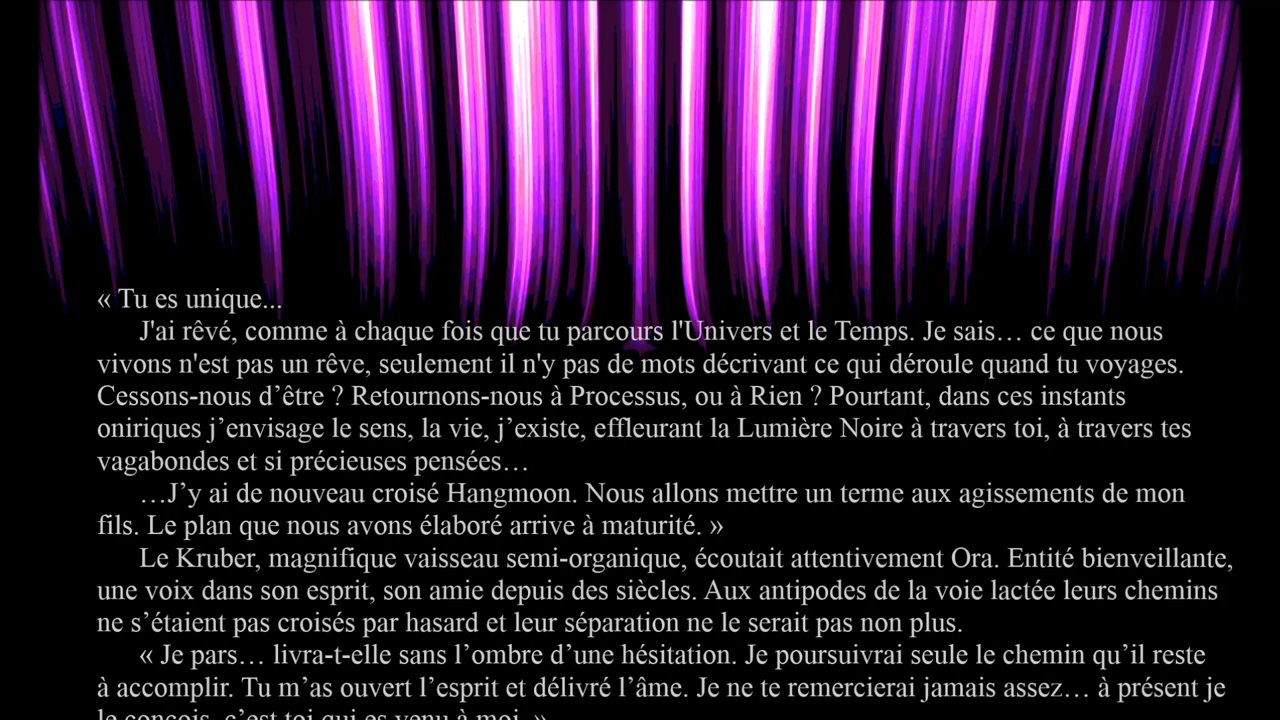 « Tu es unique...
J'ai rêvé, comme à chaque fois que tu parcours l'Univers et le Temps. Je sais… ce que nous
vivons n'est pas un rêve, seulement il n'y pas de mots décrivant ce qui déroule quand tu voyages.
Cessons-nous d’être ? Retournons-nous à Processus, ou à Rien ? Pourtant, dans ces instants
oniriques j’envisage le sens, la vie, j’existe, effleurant la Lumière Noire à travers toi, à travers tes
vagabondes et si précieuses pensées…
…J’y ai de nouveau croisé Hangmoon. Nous allons mettre un terme aux agissements de mon
fils. Le plan que nous avons élaboré arrive à maturité. »
Le Kruber, magnifique vaisseau semi-organique, écoutait attentivement Ora. Entité bienveillante,
une voix dans son esprit, son amie depuis des siècles. Aux antipodes de la voie lactée leurs chemins
ne s’étaient pas croisés par hasard et leur séparation ne le serait pas non plus.
« Je pars… livra-t-elle sans l’ombre d’une hésitation. Je poursuivrai seule le chemin qu’il reste
à accomplir. Tu m’as ouvert l’esprit et délivré l’âme. Je ne te remercierai jamais assez… à présent je
le conçois, c’est toi qui es venu à moi. »